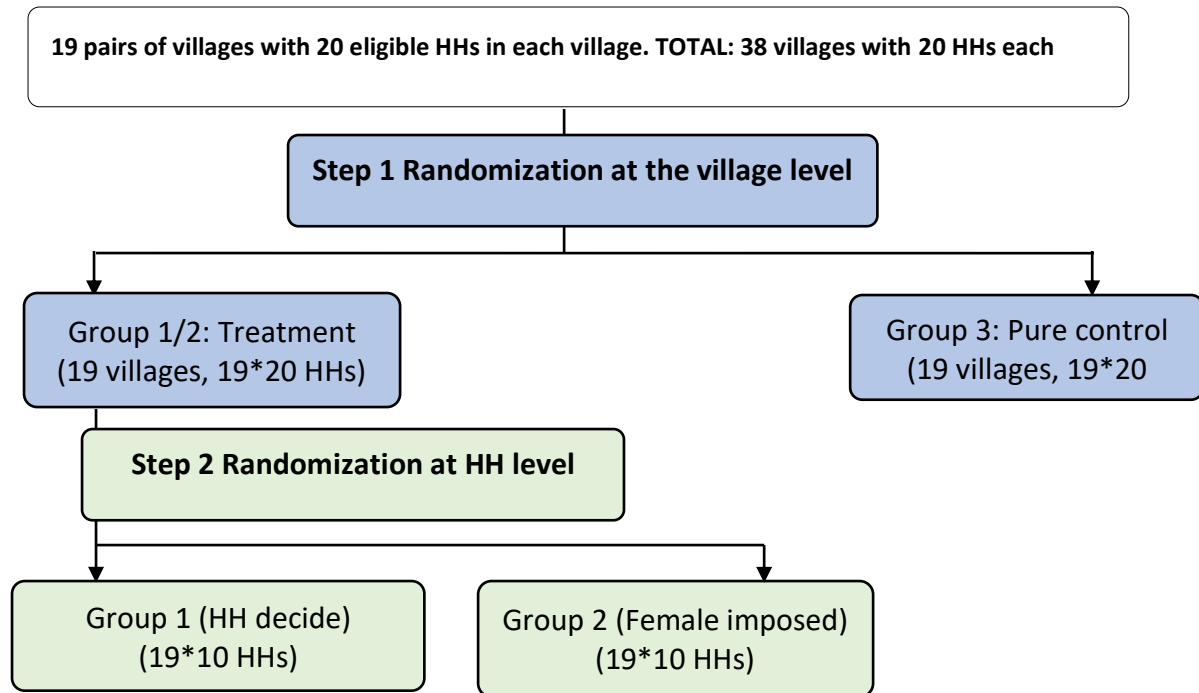 19 pairs of villages with 20 eligible HHs in each village. TOTAL: 38 villages with 20 HHs each
Step 1 Randomization at the village level
Group 1/2: Treatment
(19 villages, 19*20 HHs)
Group 3: Pure control
(19 villages, 19*20
Step 2 Randomization at HH level
Group 1 (HH decide)
(19*10 HHs)
Group 2 (Female imposed)
(19*10 HHs)